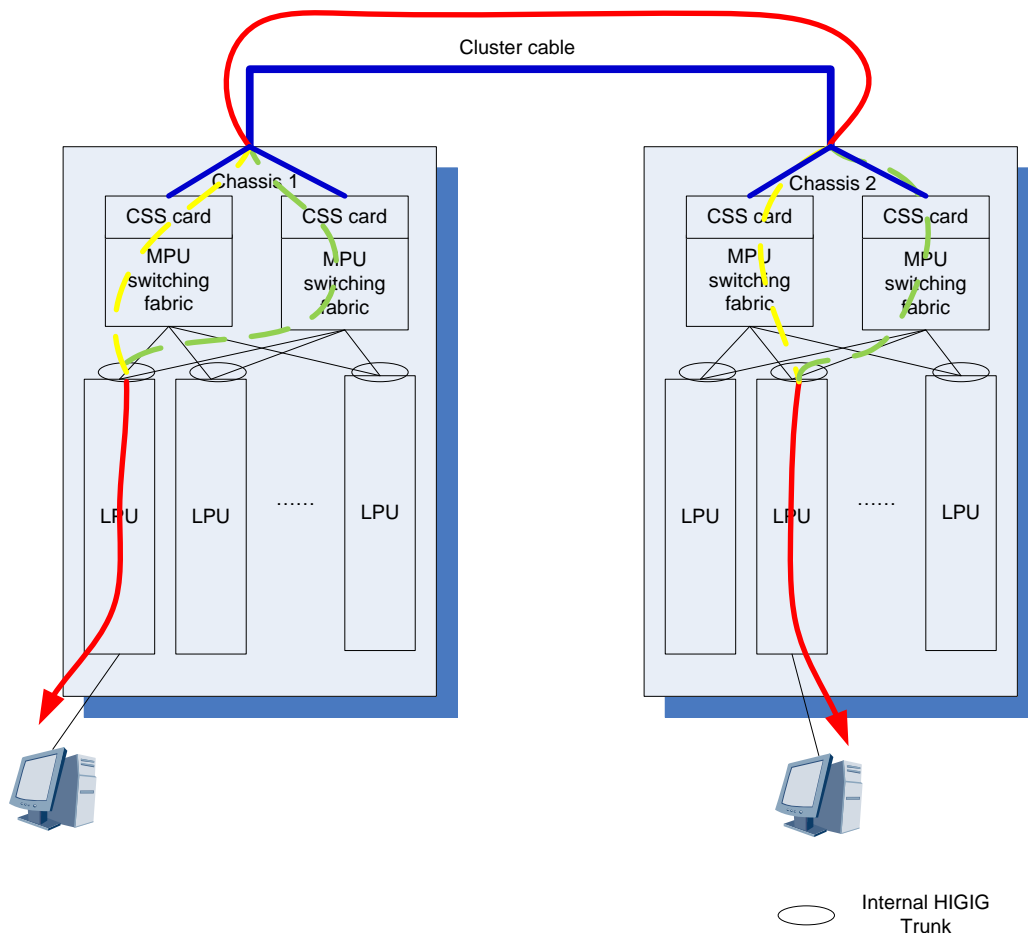 Cluster cable
Chassis 1
Chassis 2
CSS card
CSS card
CSS card
CSS card
MPU
switching
fabric
MPU
switching
fabric
MPU
switching
fabric
MPU
switching
fabric
LPU
LPU
......
LPU
LPU
LPU
......
LPU
Internal HIGIG
Trunk